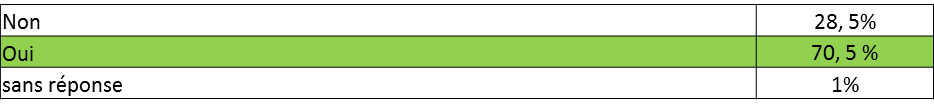 Non 28, 5%
Oui 70, 5 %
sans réponse 1%